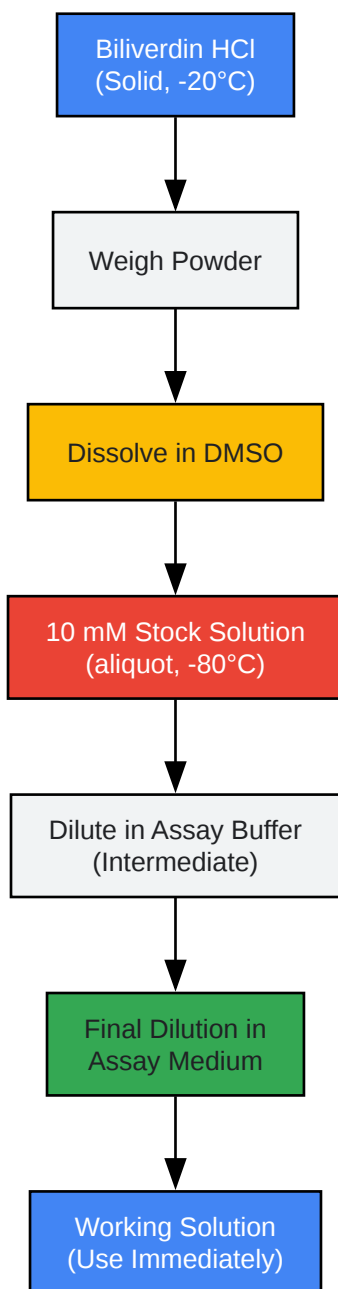 Biliverdin HCl
(Solid, -20°C)
Weigh Powder
Dissolve in DMSO
10 mM Stock Solution
(aliquot, -80°C)
Dilute in Assay Buffer
(Intermediate)
Final Dilution in
Assay Medium
Working Solution
(Use Immediately)